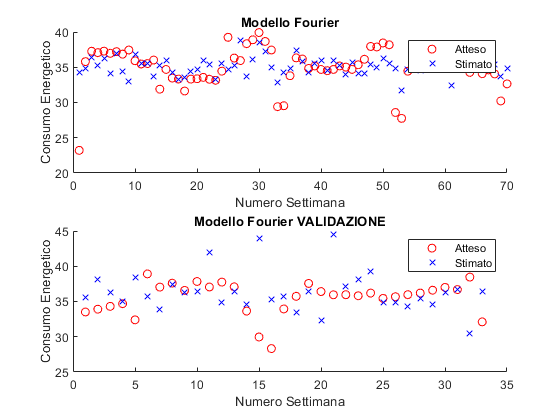 Modello Fourier
Consumo Energetico
40
35
30
25
20
Atteso
Stimato
0 10 20 30 40 50 60 70
Numero Settimana
Modello Fourier VALIDAZIONE
Consumo Energetico
45
40
35
30
25
Atteso
Stimato
0 5 10 15 20 25 30 35
Numero Settimana